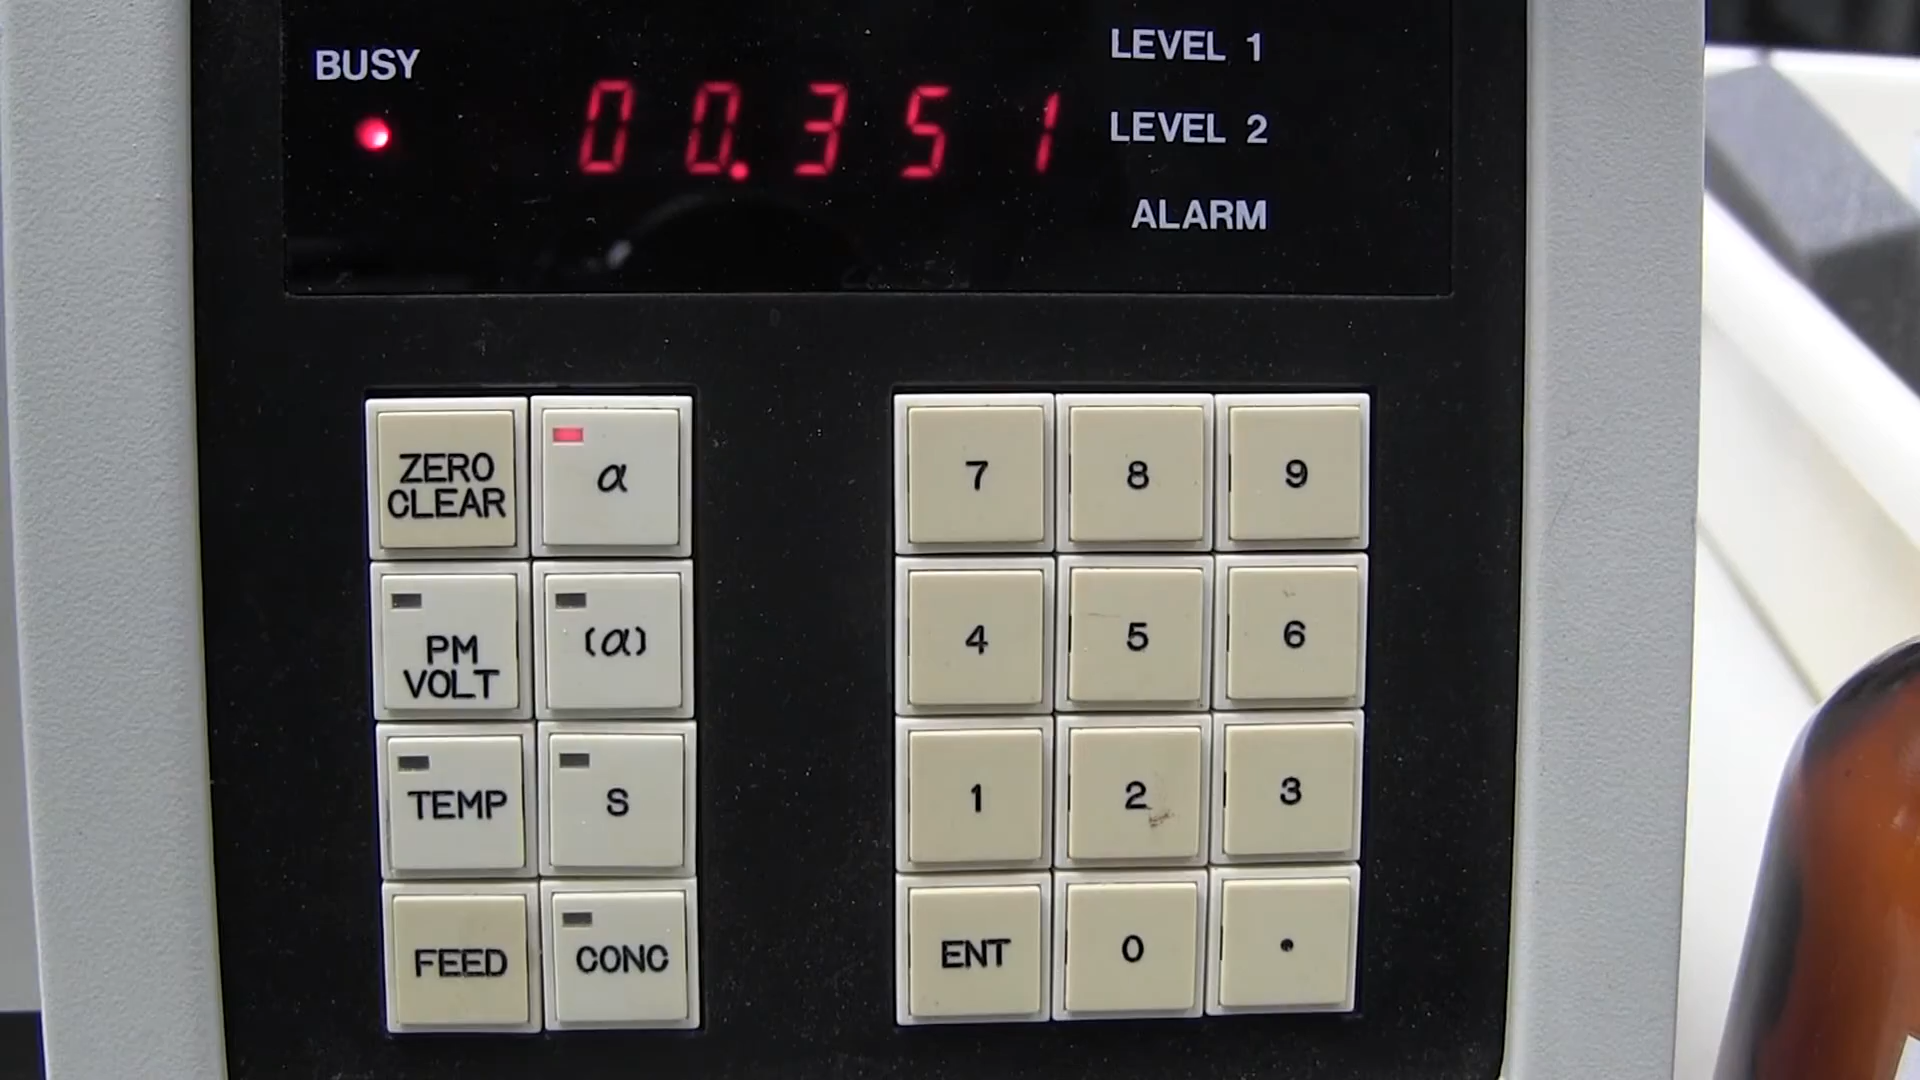 BUSY
00.351
LEVEL 1
LEVEL 2
ALARM
ZERO
CLEAR
α
7
8
9
PM
VOLT
(α)
4
5
6
TEMP
S
1
2
3
FEED
CONC
ENT
0
•